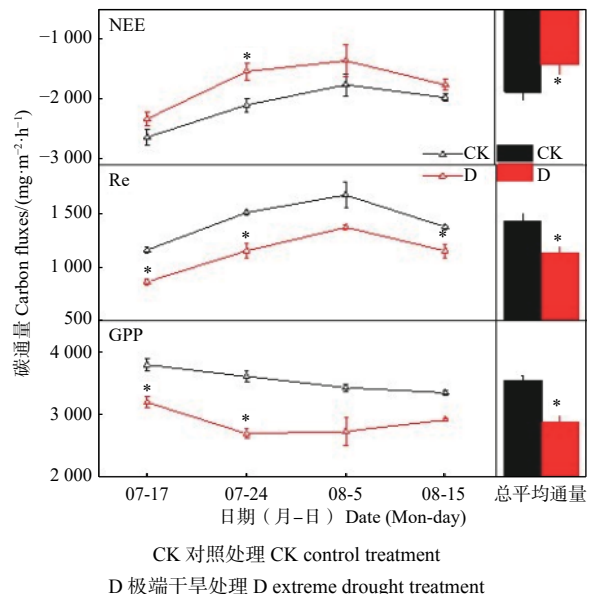 NEE
−1 000
−2 000
−3 000
*
*
CK
D
CK
D
Re
1 500
1 000
500
*
*
*
*
GPP
4 000
3 000
2 000
*
*
*
碳通量 Carbon fluxes/(mg·m⁻²·h⁻¹)
07-17 07-24 08-5 08-15 总平均通量
日期（月–日） Date (Mon-day)
CK 对照处理 CK control treatment
D 极端干旱处理 D extreme drought treatment